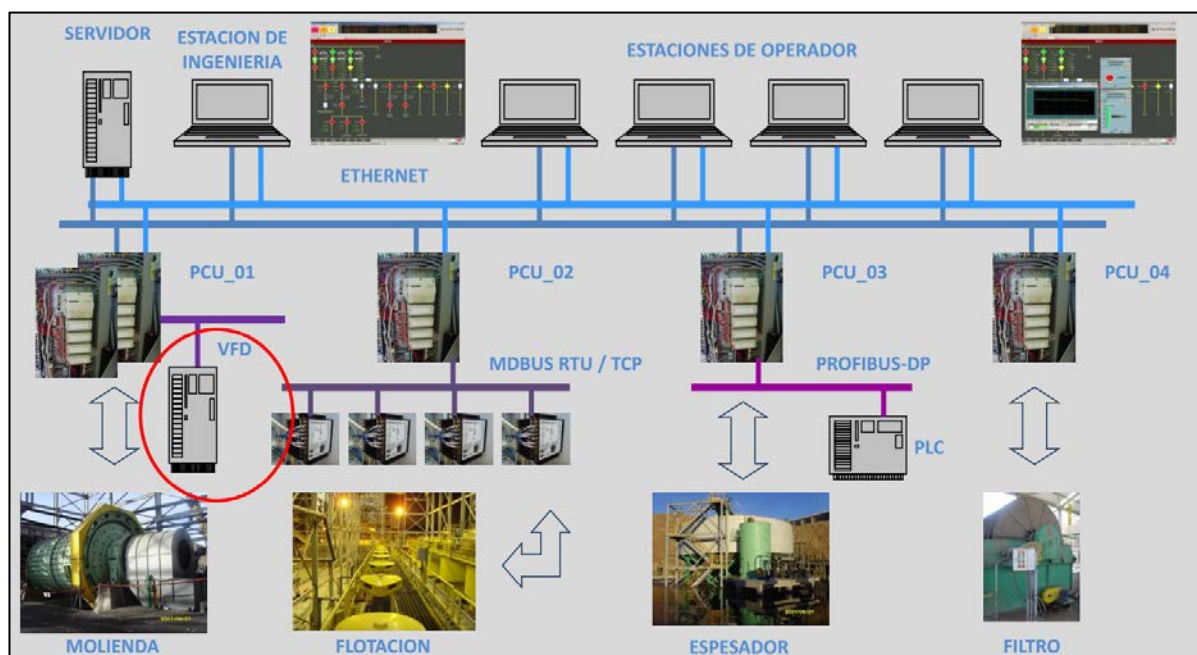 SERVIDOR
ESTACION DE
INGENIERIA
ESTACIONES DE OPERADOR
ETHERNET
PCU_01
PCU_02
PCU_03
PCU_04
VFD
MDBUS RTU / TCP
PROFIBUS-DP
PLC
MOLIENDA
FLOTACION
ESPESADOR
FILTRO